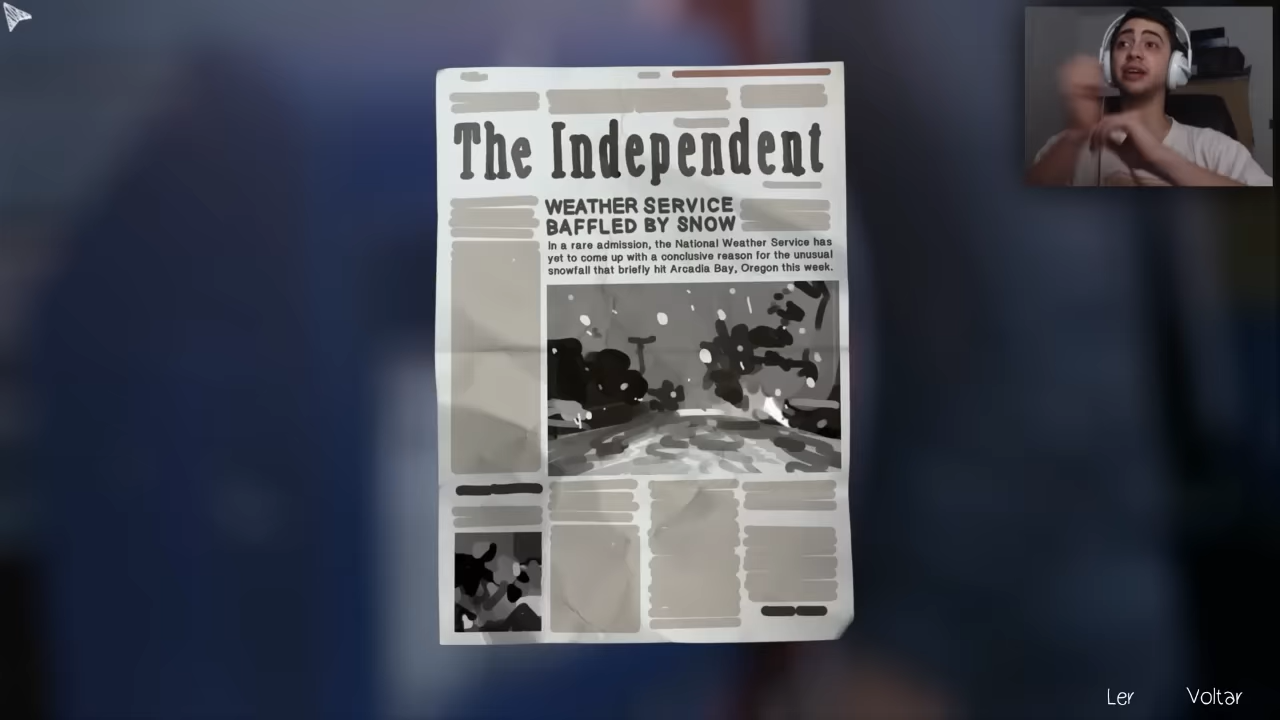 The Independent
WEATHER SERVICE
BAFFLED BY SNOW
In a rare admission, the National Weather Service has
yet to come up with a conclusive reason for the unusual
snowfall that briefly hit Arcadia Bay, Oregon this week.
Ler
Voltar